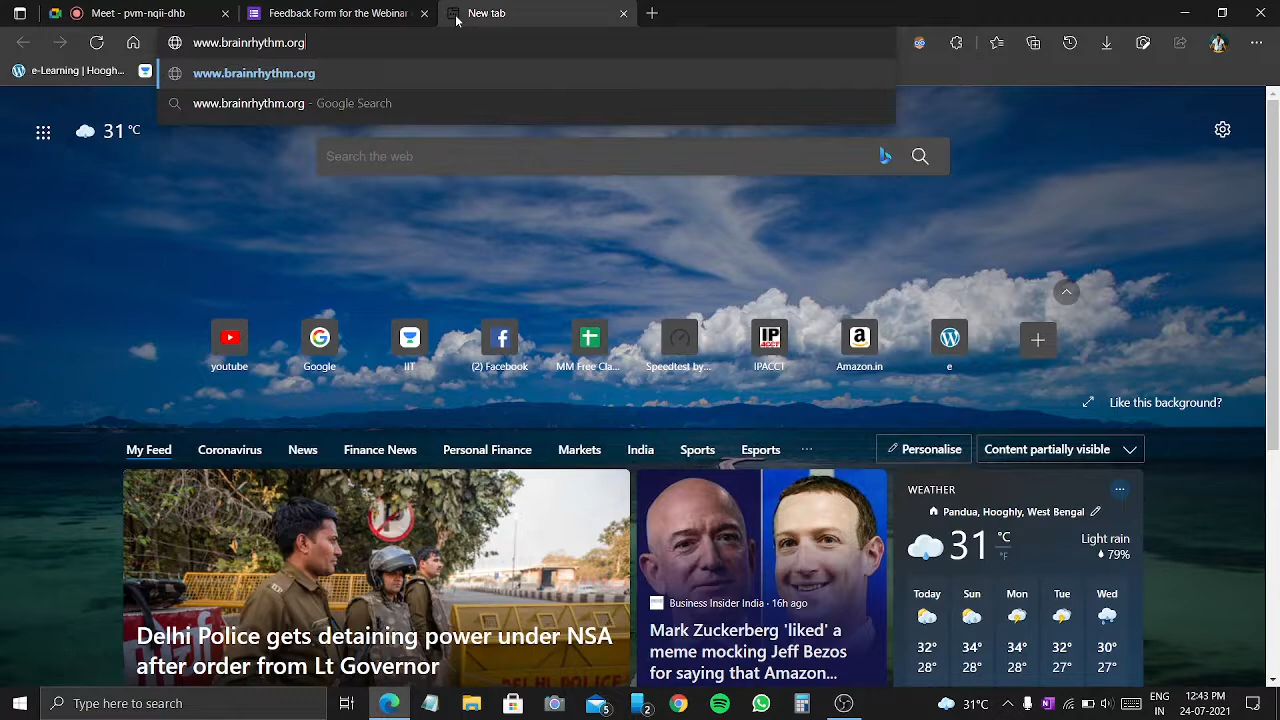 Meet - pvm-nqii-dhb
Feedback Form for the Webinar
New tab
www.brainrhythm.org
e-Learning | Hoogh...
www.brainrhythm.org
www.brainrhythm.org - Google Search
31 °C
Search the web
youtube
Google
IIT
(2) Facebook
MM Free Cla...
Speedtest by...
IPACCT
Amazon.in
e
Like this background?
My Feed
Coronavirus
News
Finance News
Personal Finance
Markets
India
Sports
Esports
...
Personalise
Content partially visible
WEATHER
Pandua, Hooghly, West Bengal
31 °C
°F
Light rain
79%
Today Sun Mon Tue Wed
32° 34° 34° 32° 30°
28° 28° 28° 27° 27°
Delhi Police gets detaining power under NSA
after order from Lt Governor
Business Insider India · 16h ago
Mark Zuckerberg 'liked' a
meme mocking Jeff Bezos
for saying that Amazon...
Type here to search
5
2
31°C
ENG
IN
12:43 PM
24-07-2021